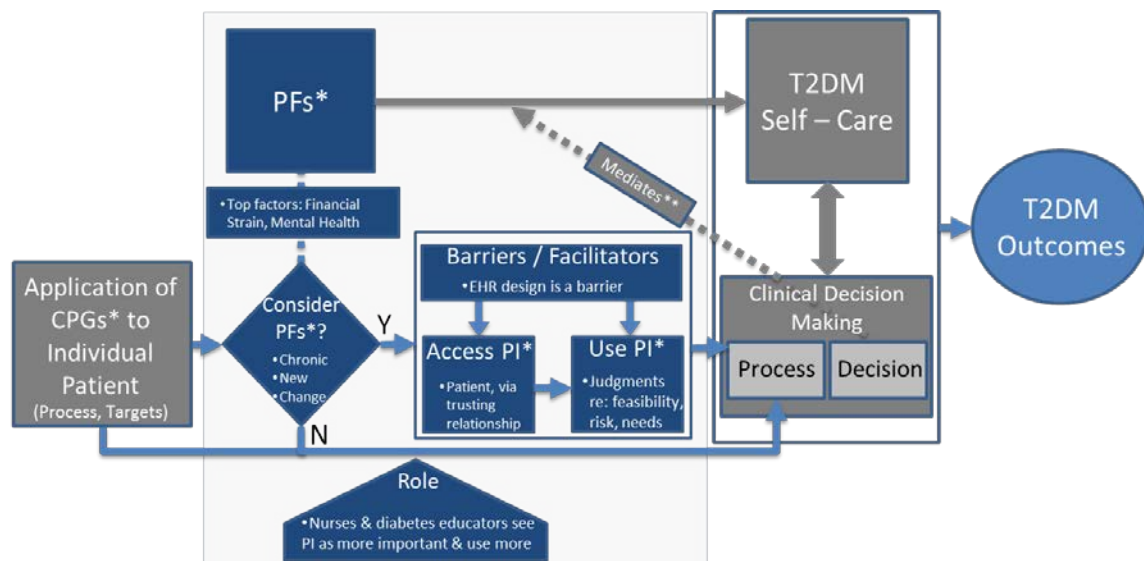 PFs*
T2DM
Self – Care
Mediates**
•Top factors: Financial
Strain, Mental Health
T2DM
Outcomes
Barriers / Facilitators
•EHR design is a barrier
Application of
CPGs* to
Individual
Patient
(Process, Targets)
Consider
PFs*?
•Chronic
•New
•Change
Y
N
Access PI*
•Patient, via
trusting
relationship
Use PI*
•Judgments
re: feasibility,
risk, needs
Clinical Decision
Making
Process
Decision
Role
•Nurses & diabetes educators see
PI as more important & use more